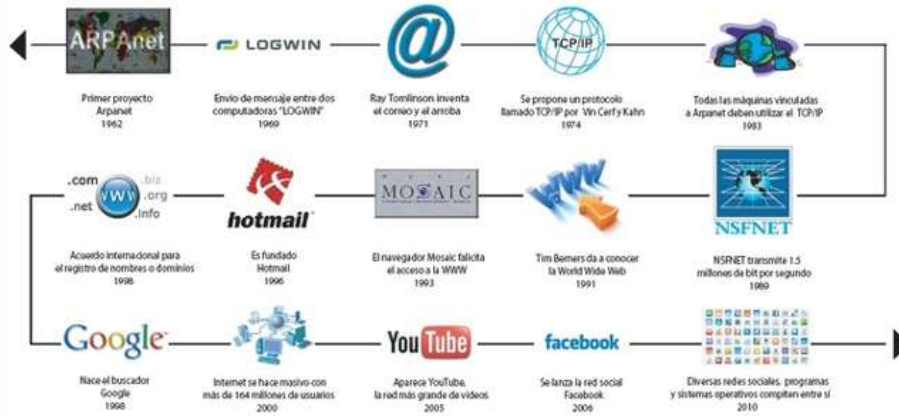 ARPAnet
LOGWIN
@
TCP/IP
Primer proyecto
Arpanet
1962
Envío de mensaje entre dos
computadoras "LOGWIN"
1969
Ray Tomlinson inventa
el correo y el arroba
1971
Se propone un protocolo
llamado TCP/IP por Vin Cerf y Kahn
1974
Todas las máquinas vinculadas
a Arpanet deben utilizar el TCP/IP
1983
.com
.net
www
.biz
.org
.info
hotmail
MOSAIC
WWW
NSFNET
Acuerdo internacional para
el registro de nombres o dominios
1998
Es fundado
Hotmail
1996
El navegador Mosaic falicita
el acceso a la WWW
1993
Tim Berners da a conocer
la World Wide Web
1991
NSFNET transmite 1.5
millones de bit por segundo
1989
Google
YouTube
facebook
Nace el buscador
Google
1998
Internet se hace masivo con
más de 164 millones de usuarios
2000
Aparece YouTube,
la red más grande de videos
2005
Se lanza la red social
Facebook
2006
Diversas redes sociales, programas
y sistemas operativos compiten entre sí
2010